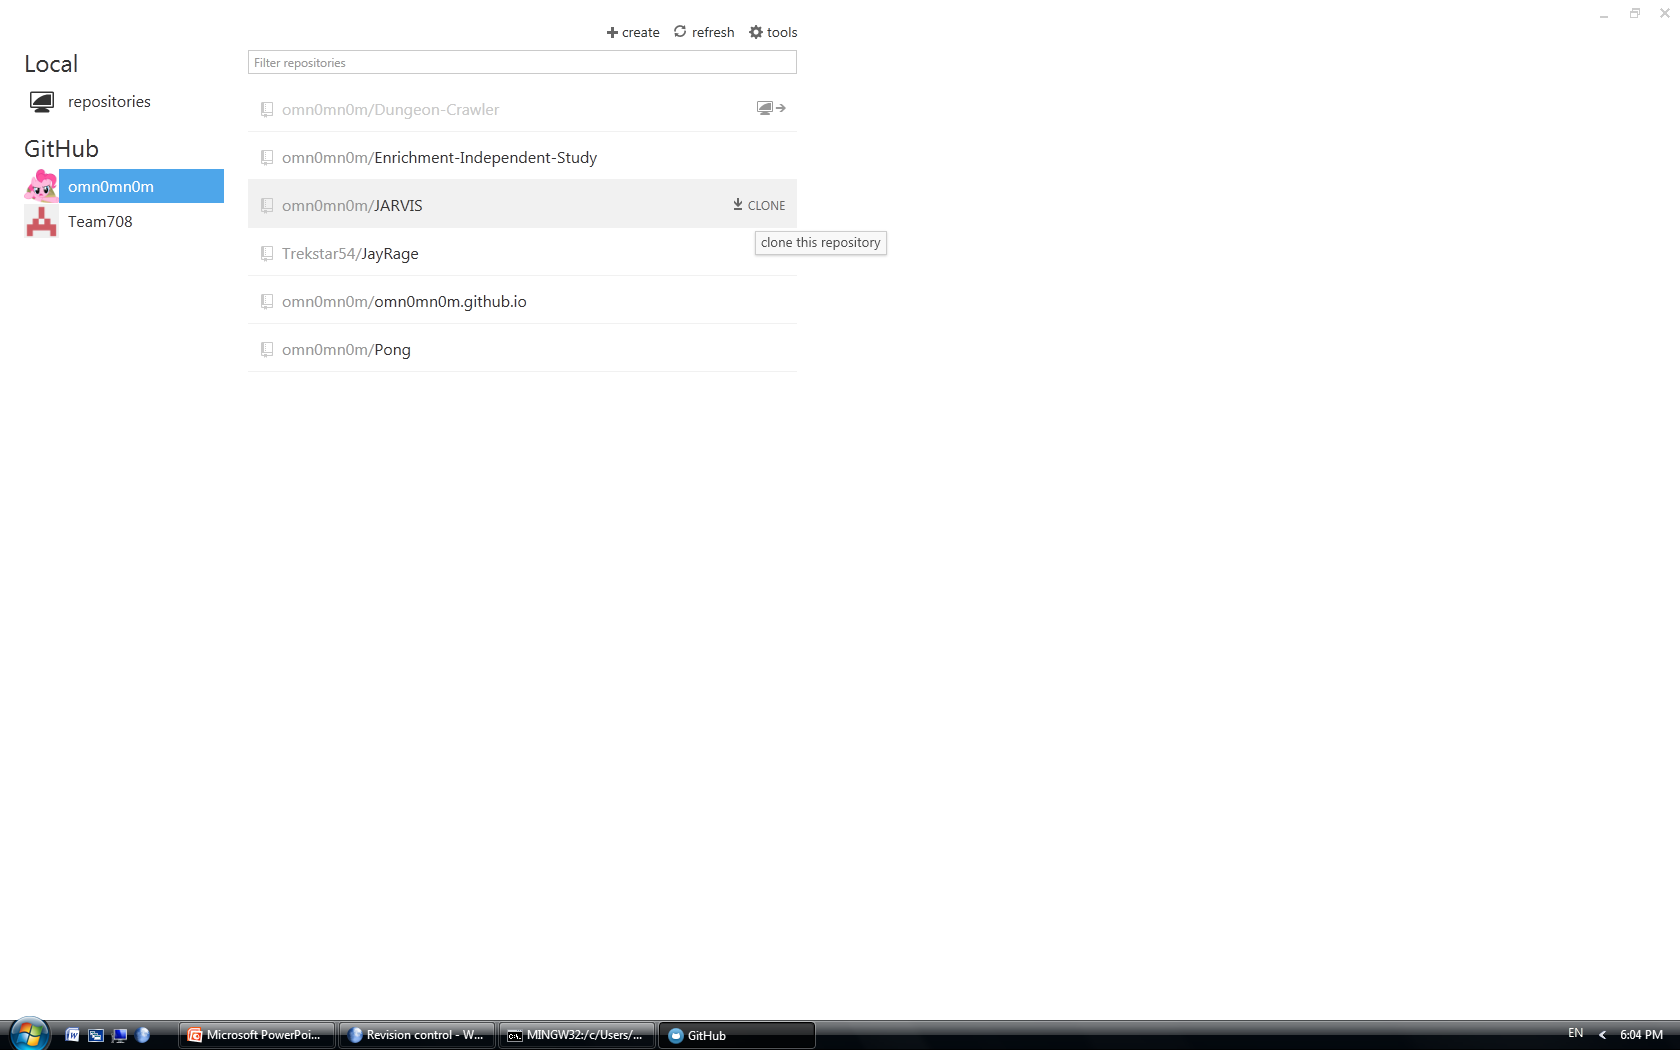 create refresh tools
Local
repositories
GitHub
omn0mn0m
Team708
Filter repositories
omn0mn0m/Dungeon-Crawler
omn0mn0m/Enrichment-Independent-Study
omn0mn0m/JARVIS CLONE
clone this repository
Trekstar54/JayRage
omn0mn0m/omn0mn0m.github.io
omn0mn0m/Pong
Microsoft PowerPoi... Revision control - W... MINGW32:/c/Users/... GitHub EN 6:04 PM